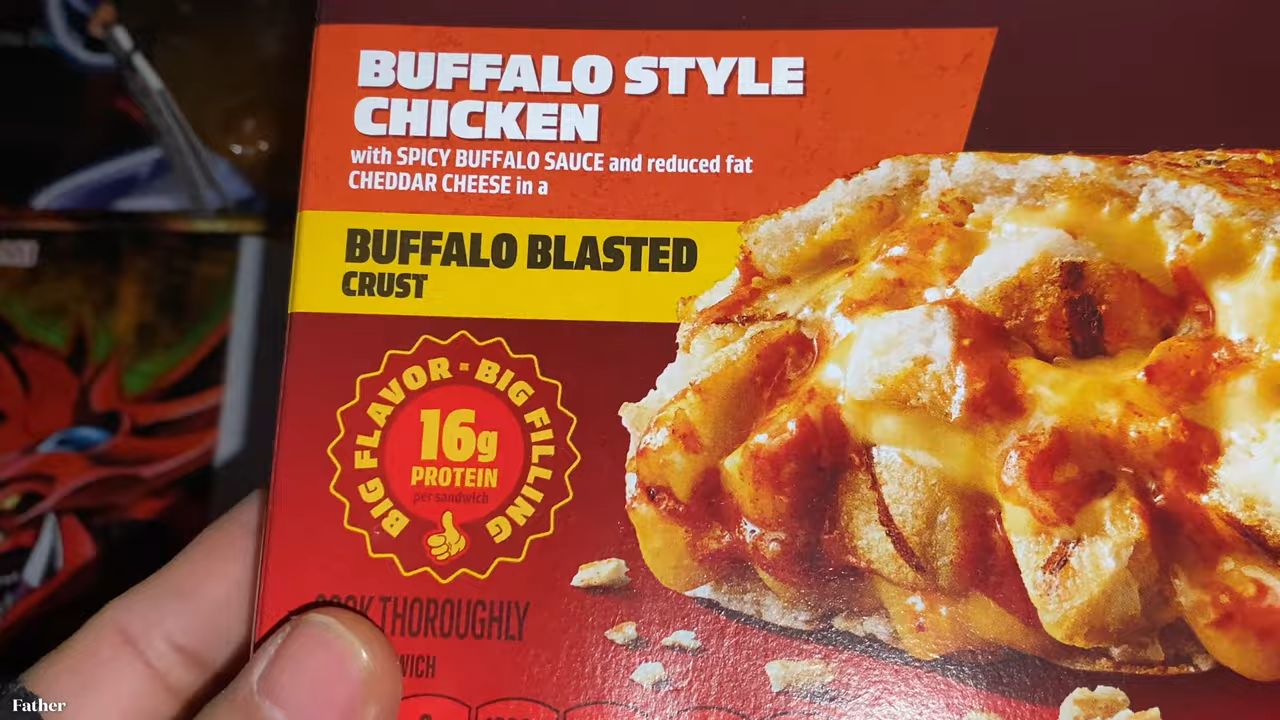 BUFFALO STYLE
CHICKEN
with SPICY BUFFALO SAUCE and reduced fat
CHEDDAR CHEESE in a
BUFFALO BLASTED
CRUST
BIG FLAVOR - BIG FILLING
16g
PROTEIN
per sandwich
COOK THOROUGHLY
Father